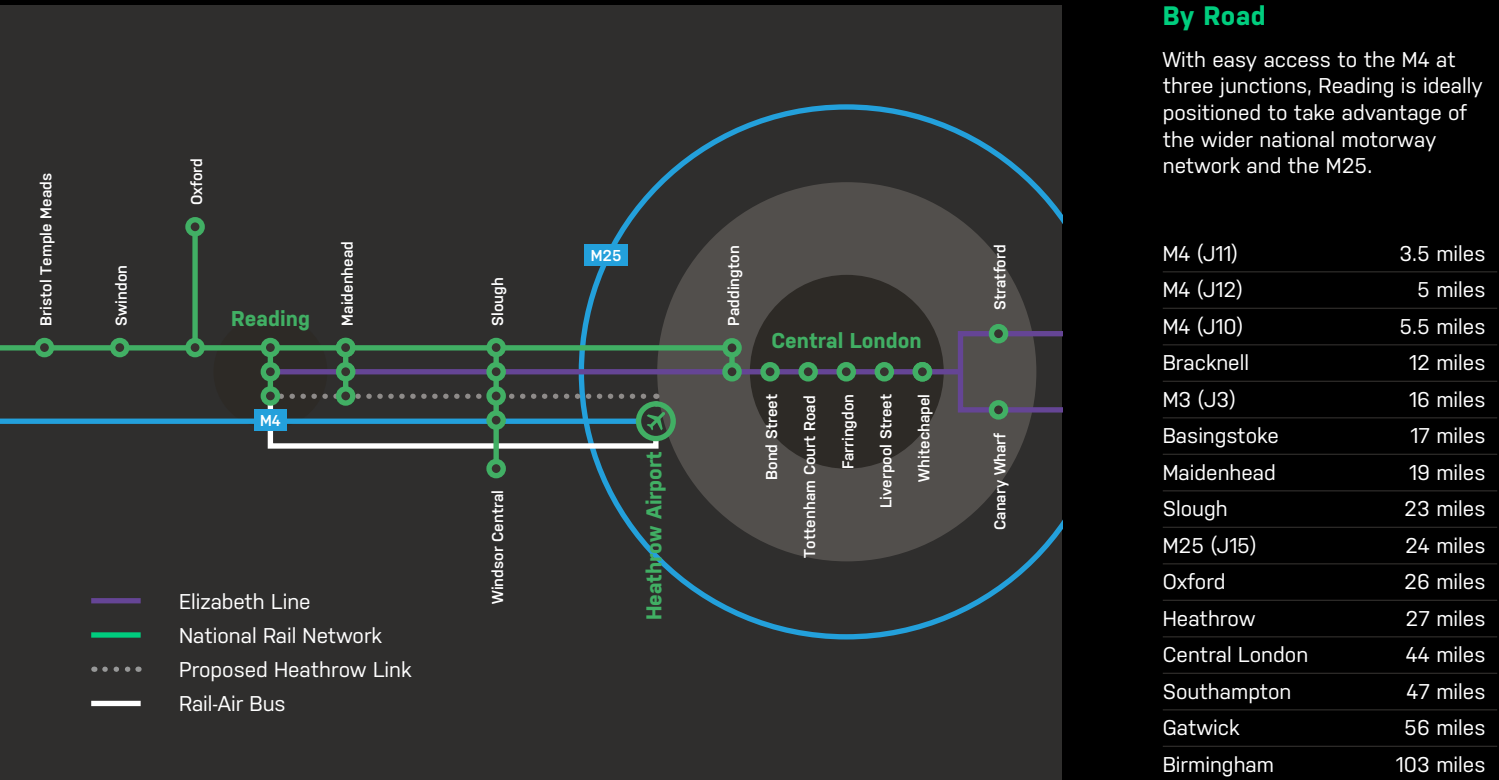 Bristol Temple Meads
Swindon
Oxford
Reading
Maidenhead
Slough
M25
Paddington
Central London
Stratford
M4
Windsor Central
Heathrow Airport
Bond Street
Tottenham Court Road
Farringdon
Liverpool Street
Whitechapel
Canary Wharf
Elizabeth Line
National Rail Network
Proposed Heathrow Link
Rail-Air Bus
By Road
With easy access to the M4 at
three junctions, Reading is ideally
positioned to take advantage of
the wider national motorway
network and the M25.
M4 (J11) 3.5 miles
M4 (J12) 5 miles
M4 (J10) 5.5 miles
Bracknell 12 miles
M3 (J3) 16 miles
Basingstoke 17 miles
Maidenhead 19 miles
Slough 23 miles
M25 (J15) 24 miles
Oxford 26 miles
Heathrow 27 miles
Central London 44 miles
Southampton 47 miles
Gatwick 56 miles
Birmingham 103 miles